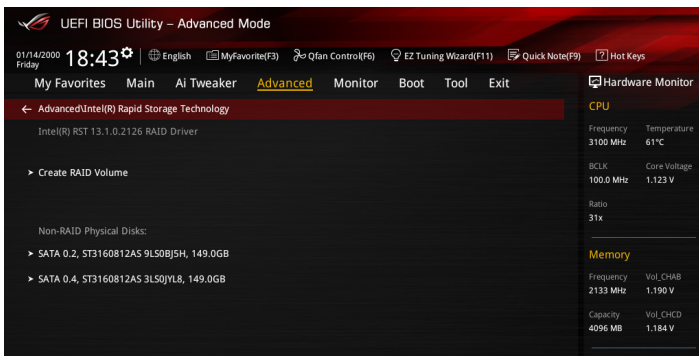 UEFI BIOS Utility – Advanced Mode
01/14/2000 Friday 18:43 English MyFavorite(F3) Qfan Control(F6) EZ Tuning Wizard(F11) Quick Note(F9) ? Hot Keys
My Favorites Main Ai Tweaker Advanced Monitor Boot Tool Exit
Hardware Monitor
← Advanced\Intel(R) Rapid Storage Technology
Intel(R) RST 13.1.0.2126 RAID Driver
> Create RAID Volume
Non-RAID Physical Disks:
> SATA 0.2, ST3160812AS 9LS0BJ5H, 149.0GB
> SATA 0.4, ST3160812AS 3LS0JYL8, 149.0GB
CPU
Frequency Temperature
3100 MHz 61°C
BCLK Core Voltage
100.0 MHz 1.123 V
Ratio
31x
Memory
Frequency Vol_CHAB
2133 MHz 1.190 V
Capacity Vol_CHCD
4096 MB 1.184 V